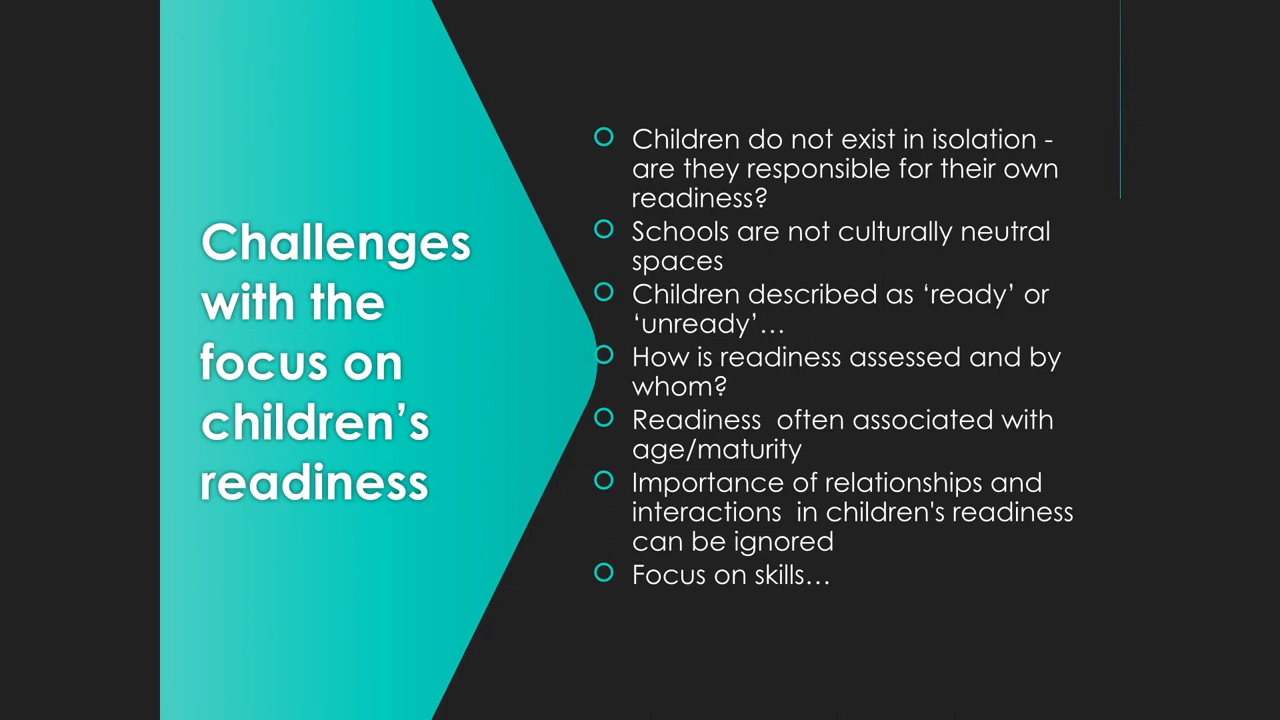 Challenges
with the
focus on
children’s
readiness
Children do not exist in isolation -
are they responsible for their own
readiness?
Schools are not culturally neutral
spaces
Children described as ‘ready’ or
‘unready’…
How is readiness assessed and by
whom?
Readiness  often associated with
age/maturity
Importance of relationships and
interactions  in children's readiness
can be ignored
Focus on skills…